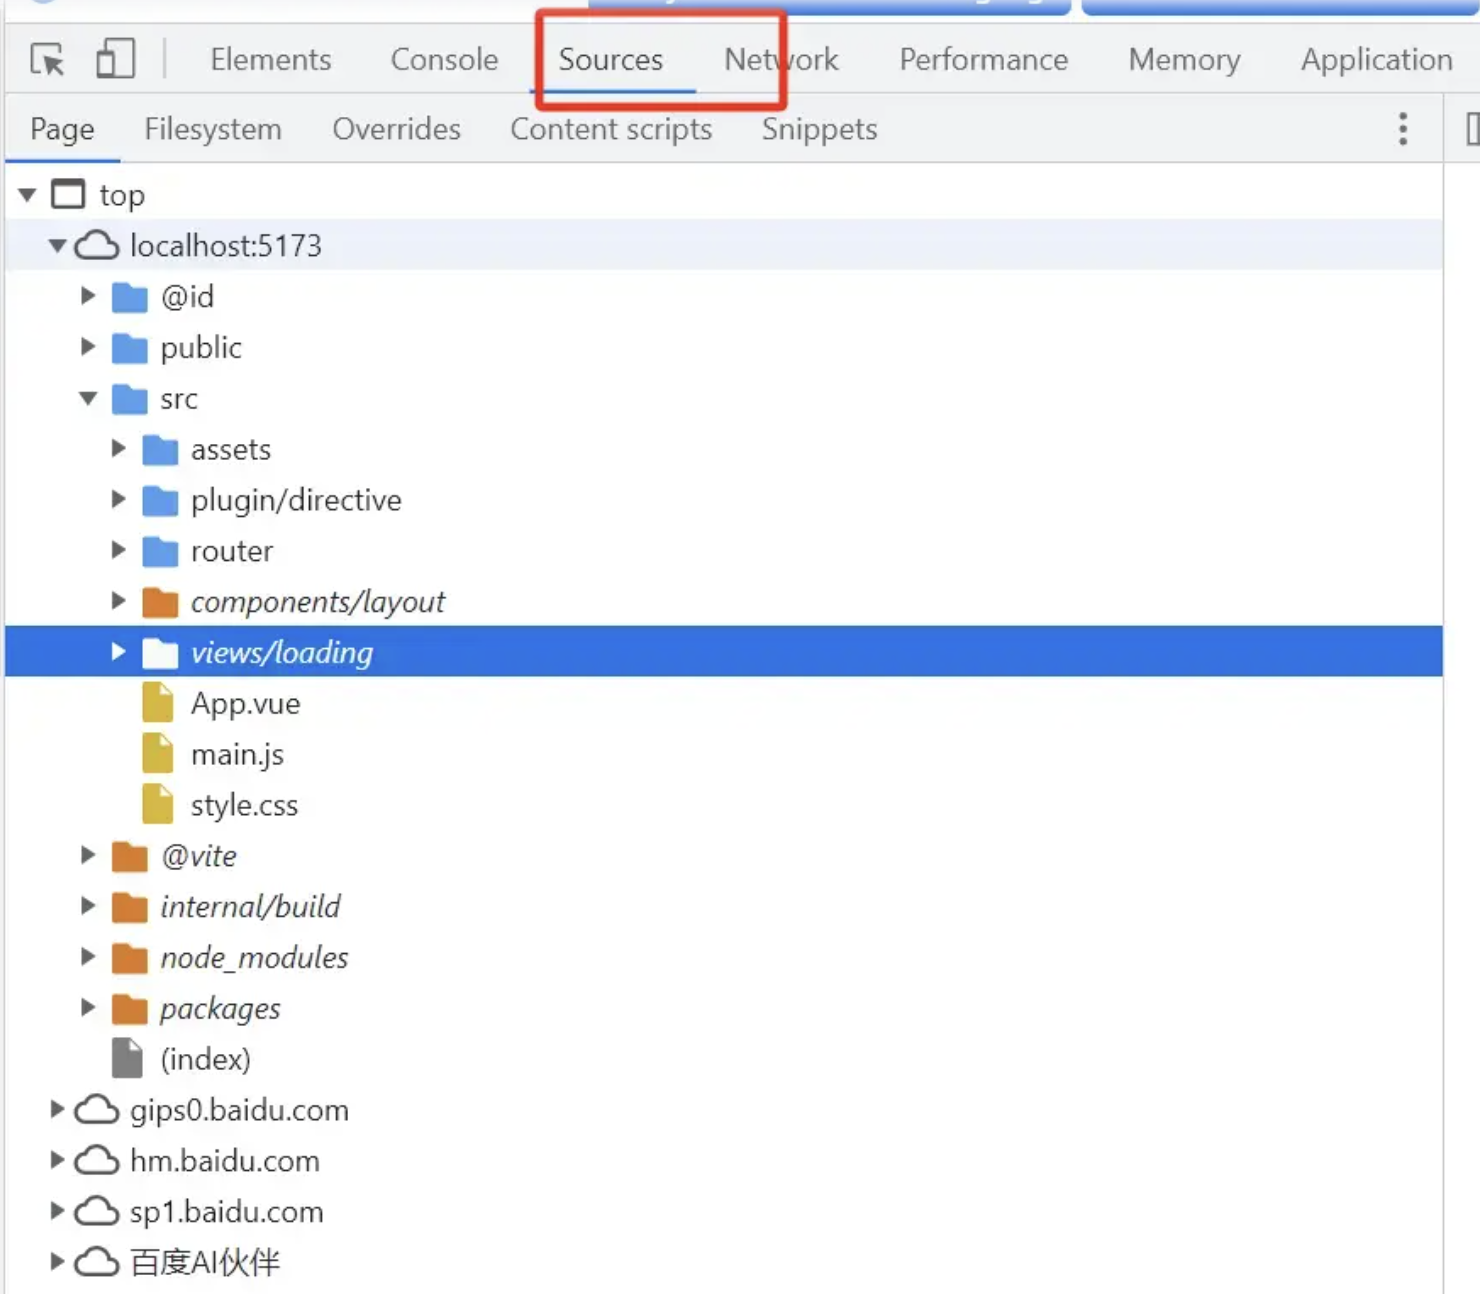 Elements Console Sources Network Performance Memory Application
Page Filesystem Overrides Content scripts Snippets
top
localhost:5173
@id
public
src
assets
plugin/directive
router
components/layout
views/loading
App.vue
main.js
style.css
@vite
internal/build
node_modules
packages
(index)
gips0.baidu.com
hm.baidu.com
sp1.baidu.com
百度AI伙伴